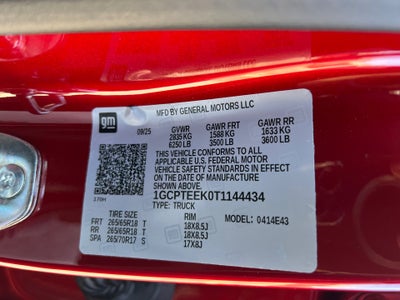 MFD BY GENERAL MOTORS LLC
gm
09/25
GVWR GAWR FRT GAWR RR
2835 KG 1588 KG 1633 KG
6250 LB 3500 LB 3600 LB
THIS VEHICLE CONFORMS TO ALL
APPLICABLE U.S. FEDERAL MOTOR
VEHICLE SAFETY STANDARDS IN EFFECT
ON THE DATE OF MANUFACTURE
SHOWN ABOVE.
1GCPTEEK0T1144434
TYPE: TRUCK
TIRE SIZE RIM MODEL: 0414E43
FRT 265/65R18 T 18X8.5J
RR 265/65R18 T 18X8.5J
SPA 265/70R17 S 17X8J